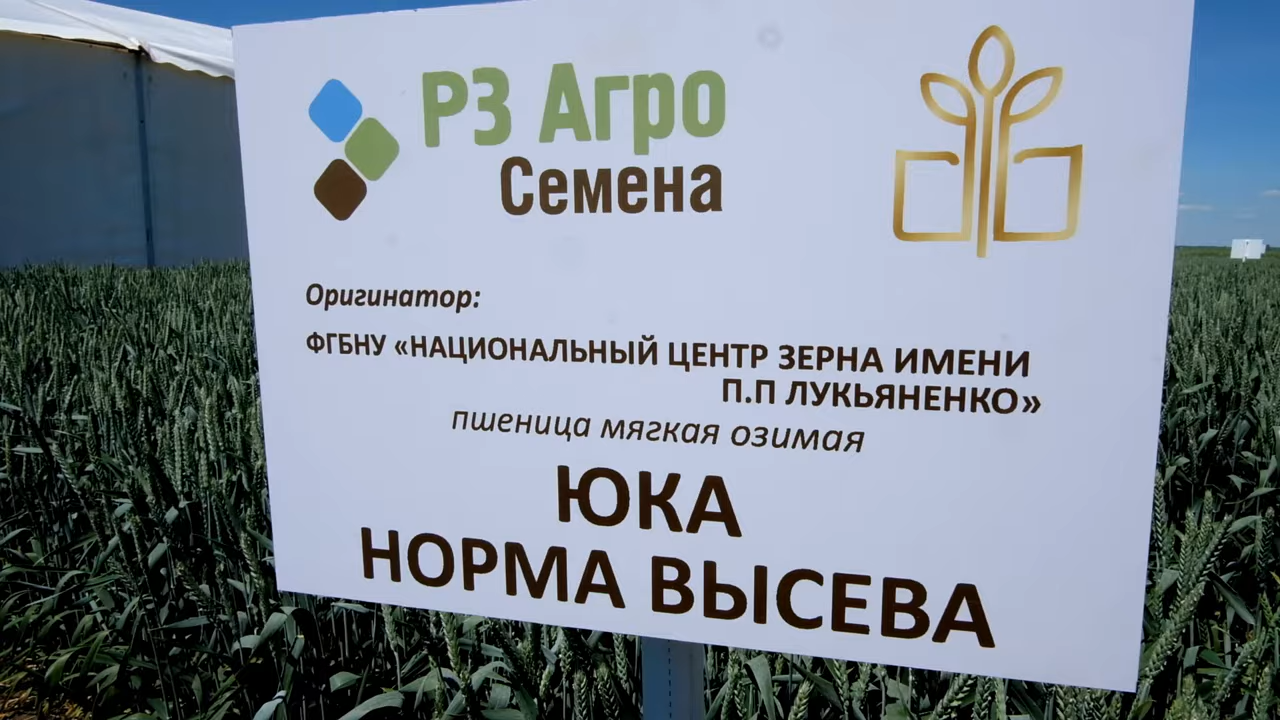 РЗ Агро
Семена
Оригинатор:
ФГБНУ «НАЦИОНАЛЬНЫЙ ЦЕНТР ЗЕРНА ИМЕНИ
П.П ЛУКЬЯНЕНКО»
пшеница мягкая озимая
ЮКА
НОРМА ВЫСЕВА